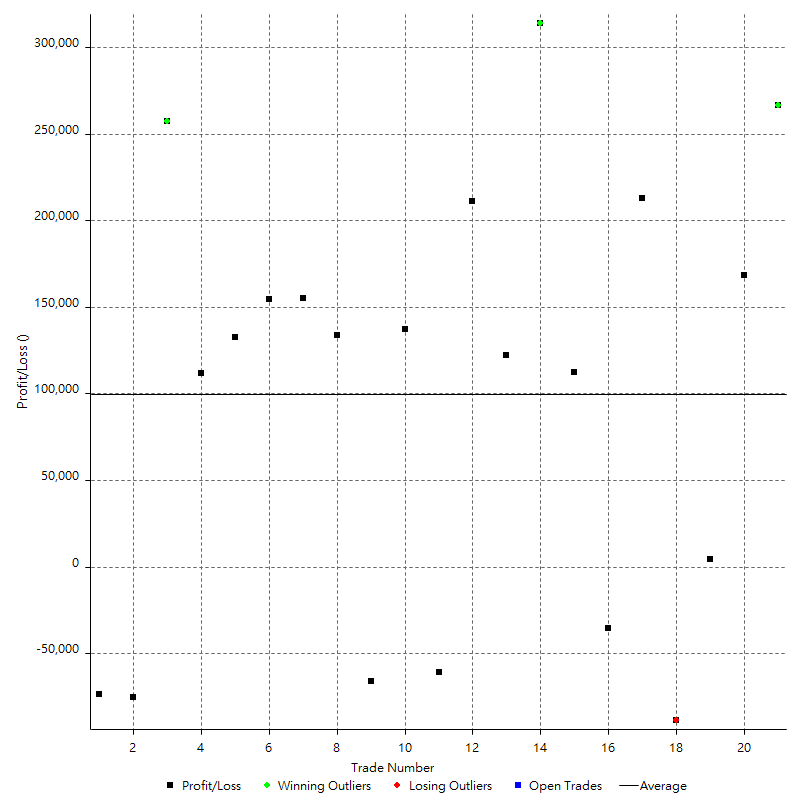 300,000
250,000
200,000
150,000
100,000
50,000
0
-50,000
Profit/Loss ()
2 4 6 8 10 12 14 16 18 20
Trade Number
Profit/Loss Winning Outliers Losing Outliers Open Trades Average